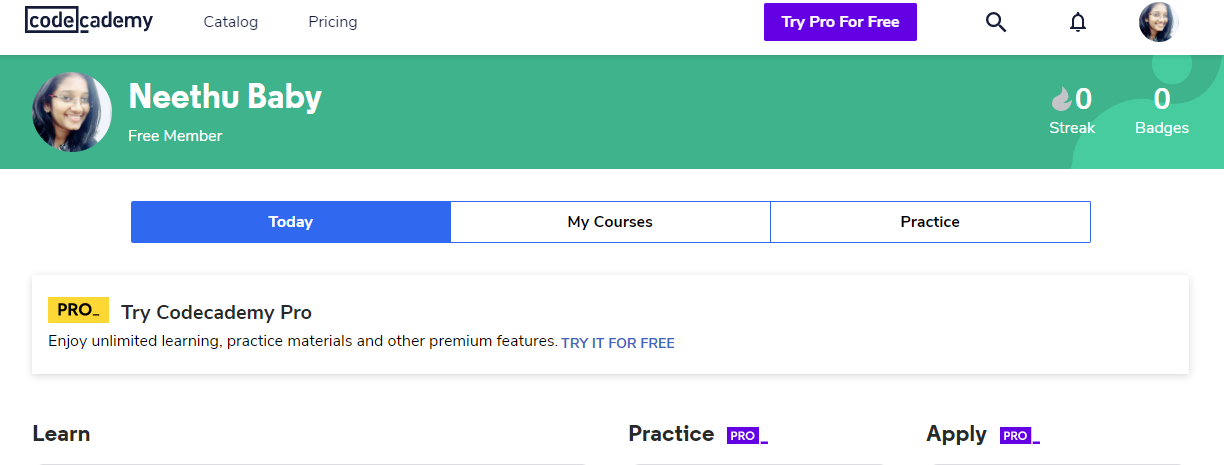 codecademy Catalog Pricing Try Pro For Free
Neethu Baby
Free Member
0 0
Streak Badges
Today My Courses Practice
PRO_ Try Codecademy Pro
Enjoy unlimited learning, practice materials and other premium features. TRY IT FOR FREE
Learn Practice PRO_ Apply PRO_